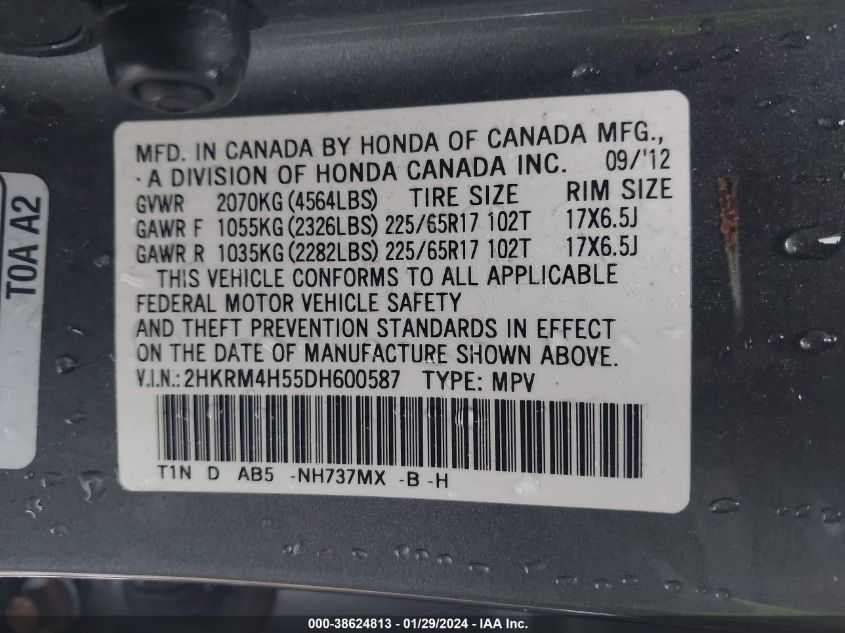 MFD. IN CANADA BY HONDA OF CANADA MFG.,
·A DIVISION OF HONDA CANADA INC. 09/'12
GVWR 2070KG (4564LBS) TIRE SIZE RIM SIZE
GAWR F 1055KG (2326LBS) 225/65R17 102T 17X6.5J
GAWR R 1035KG (2282LBS) 225/65R17 102T 17X6.5J
THIS VEHICLE CONFORMS TO ALL APPLICABLE
FEDERAL MOTOR VEHICLE SAFETY
AND THEFT PREVENTION STANDARDS IN EFFECT
ON THE DATE OF MANUFACTURE SHOWN ABOVE.
V.I.N.:2HKRM4H55DH600587 TYPE: MPV
T1N D AB5 -NH737MX -B -H
T0A A2
000-38624813 - 01/29/2024 - IAA Inc.